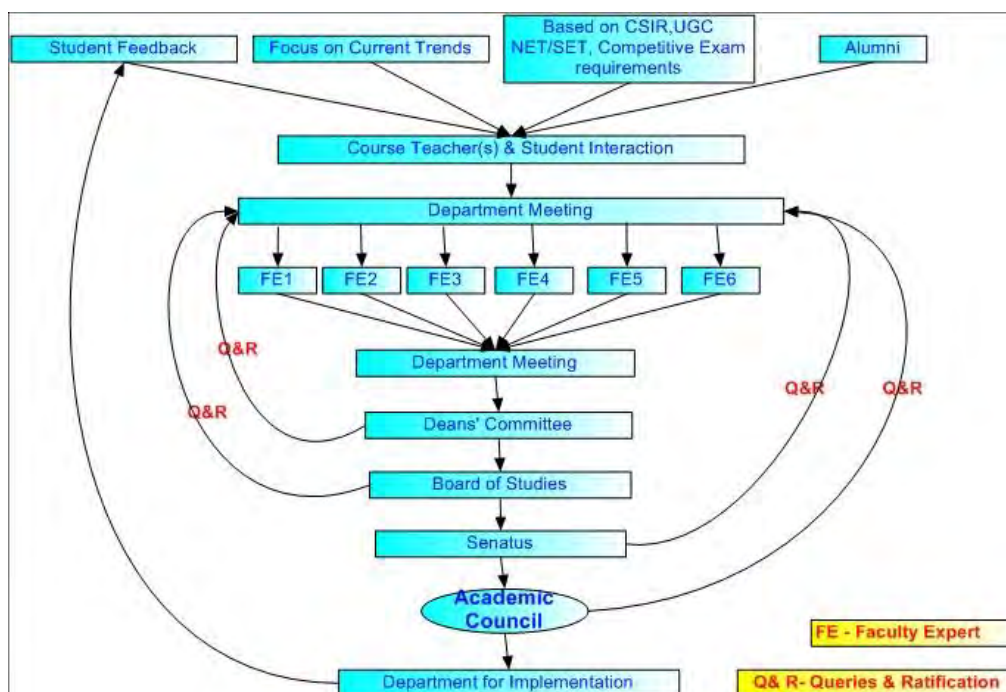 Student Feedback
Focus on Current Trends
Based on CSIR,UGC
NET/SET, Competitive Exam
requirements
Alumni
Course Teacher(s) & Student Interaction
Department Meeting
FE1
FE2
FE3
FE4
FE5
FE6
Q&R
Department Meeting
Q&R
Q&R
Q&R
Deans' Committee
Board of Studies
Senatus
Academic
Council
FE - Faculty Expert
Department for Implementation
Q& R- Queries & Ratification